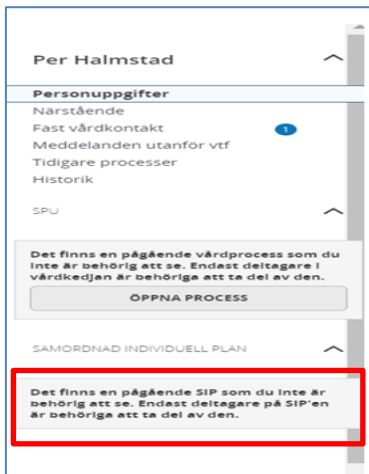 Per Halmstad
Personuppgifter
Närstående
Fast vårdkontakt 1
Meddelanden utanför vtf
Tidigare processer
Historik
SPU
Det finns en pågående vårdprocess som du
inte är behörig att se. Endast deltagare i
vårdkedjan är behöriga att ta del av den.
ÖPPNA PROCESS
SAMORDNAD INDIVIDUELL PLAN
Det finns en pågående SIP som du inte är
behörig att se. Endast deltagare på SIP'en
är behöriga att ta del av den.